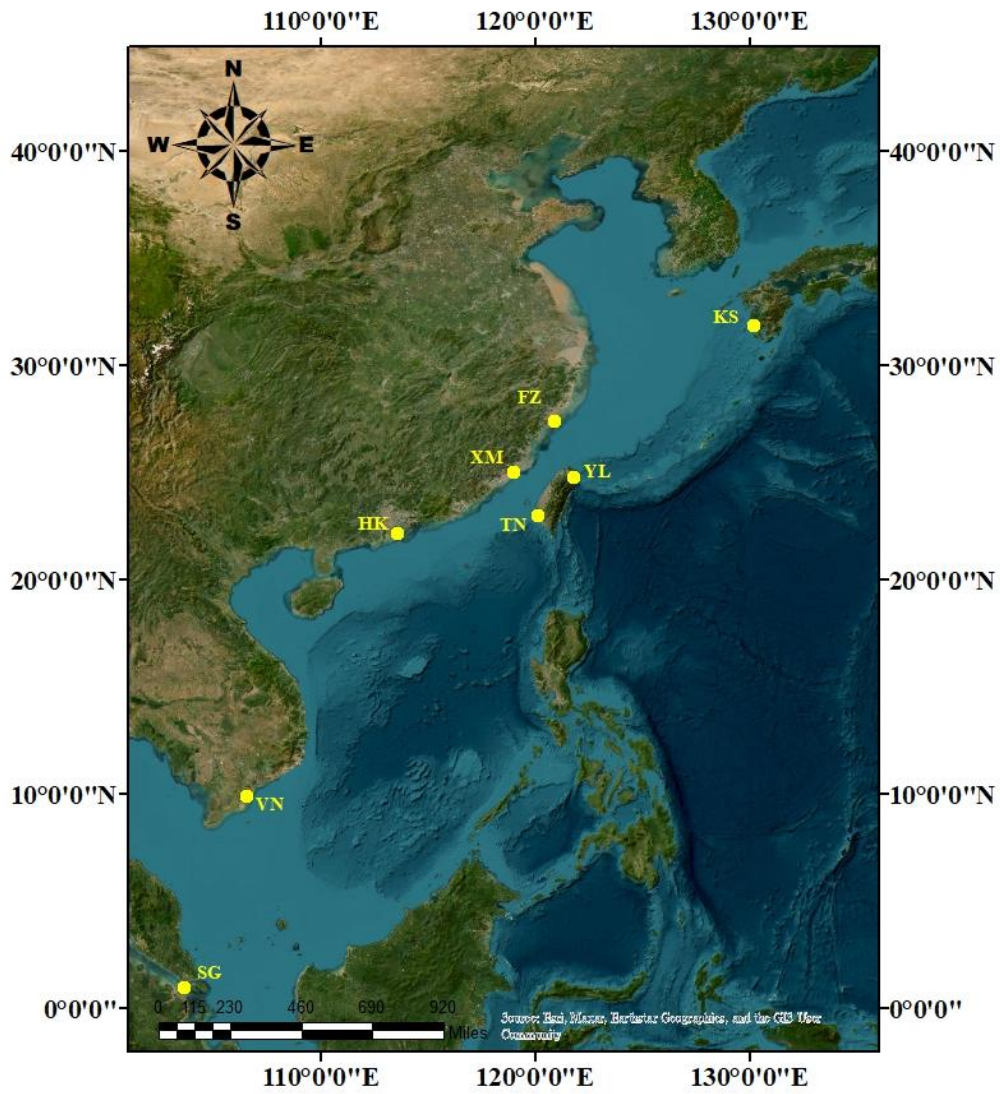 110°0'0"E 120°0'0"E 130°0'0"E
N
W E
S
40°0'0"N 40°0'0"N
KS
30°0'0"N 30°0'0"N
FZ
XM YL
HK TN
20°0'0"N 20°0'0"N
10°0'0"N 10°0'0"N
VN
SG
0°0'0" 0°0'0"
0 115 230 460 690 920
Miles
Source: Esri, Maxar, Earthstar Geographics, and the GIS User
Community
110°0'0"E 120°0'0"E 130°0'0"E